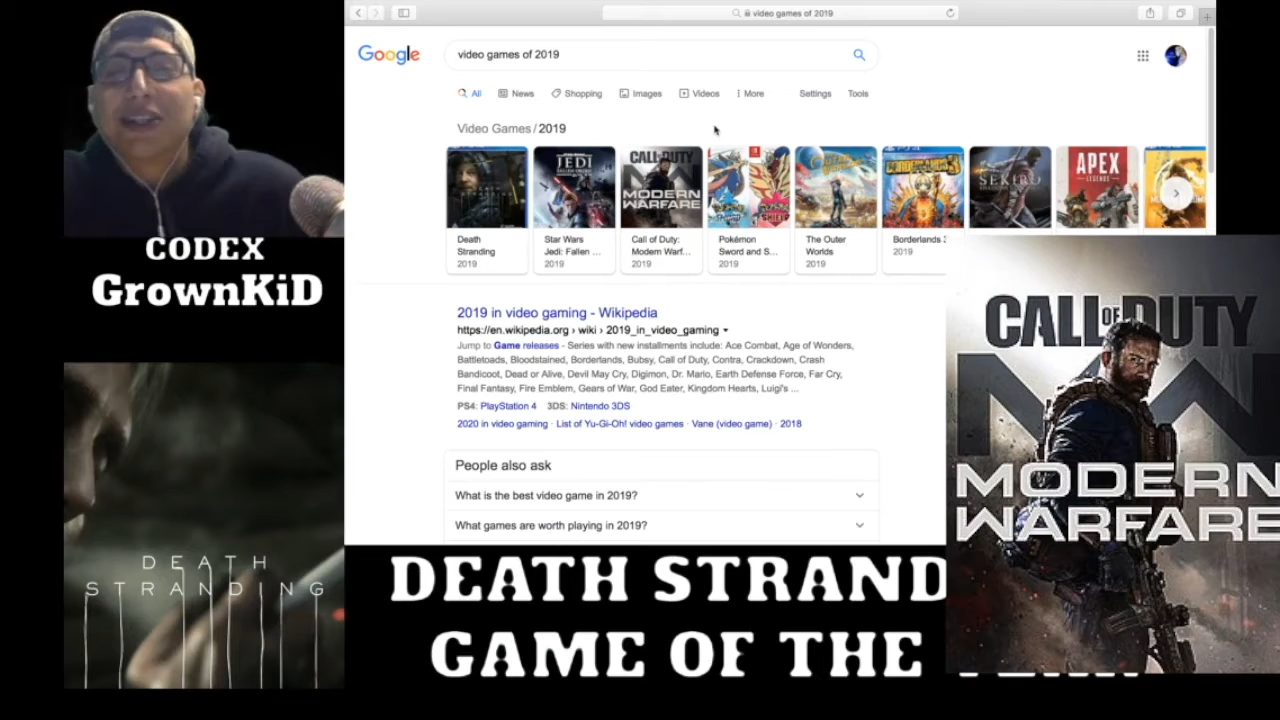 video games of 2019
Google
video games of 2019
All News Shopping Images Videos More Settings Tools
Video Games / 2019
DEATH STRANDING
JEDI
CALL OF DUTY
MODERN
WARFARE
SHIELD
BORDERLANDS 3
SEKIRO
APEX
LEGENDS
Death
Stranding
2019
Star Wars
Jedi: Fallen ...
2019
Call of Duty:
Modern Warf...
2019
Pokémon
Sword and S...
2019
The Outer
Worlds
2019
Borderlands
2019
2019 in video gaming - Wikipedia
https://en.wikipedia.org › wiki › 2019_in_video_gaming
Jump to Game releases - Series with new installments include: Ace Combat, Age of Wonders,
Battletoads, Bloodstained, Borderlands, Bubsy, Call of Duty, Contra, Crackdown, Crash
Bandicoot, Dead or Alive, Devil May Cry, Digimon, Dr. Mario, Earth Defense Force, Far Cry,
Final Fantasy, Fire Emblem, Gears of War, God Eater, Kingdom Hearts, Luigi's ...
PS4: PlayStation 4 3DS: Nintendo 3DS
2020 in video gaming · List of Yu-Gi-Oh! video games · Vane (video game) · 2018
People also ask
What is the best video game in 2019?
What games are worth playing in 2019?
CODEX
GrownKiD
DEATH
STRANDING
CALL OF DUTY
MW
MODERN
WARFARE
DEATH STRAND
GAME OF THE